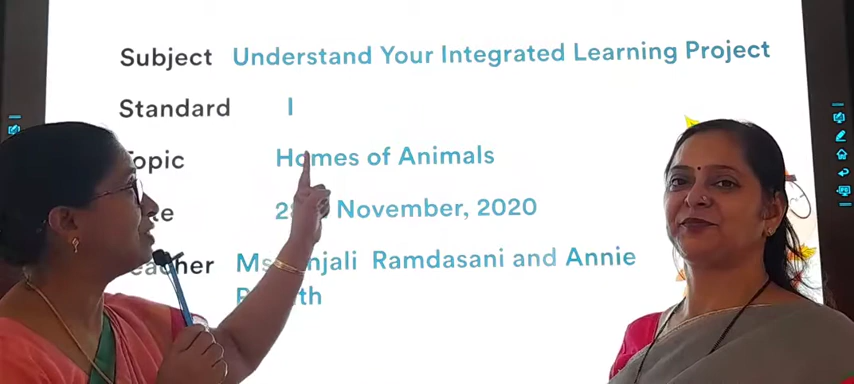 Subject Understand Your Integrated Learning Project
Standard I
Homes of Animals
November, 2020
Ramdasani and Annie